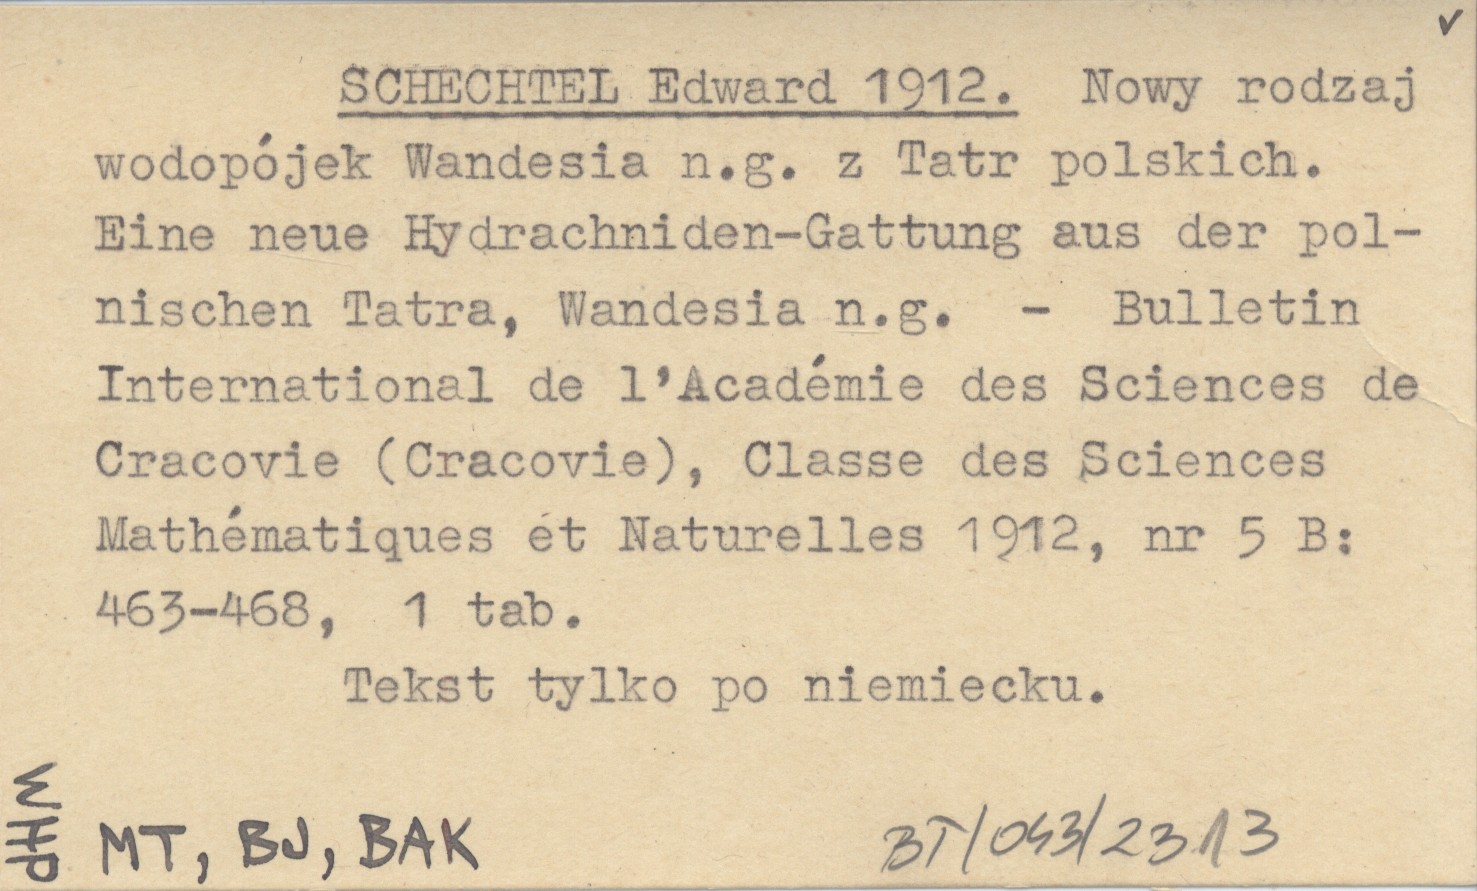 ✓
SCHECHTEL Edward 1912. Nowy rodzaj
wodopójek Wandesia n.g. z Tatr polskich.
Eine neue Hydrachniden-Gattung aus der pol-
nischen Tatra, Wandesia n.g. - Bulletin
International de l'Académie des Sciences de
Cracovie (Cracovie), Classe des Sciences
Mathématiques ét Naturelles 1912, nr 5 B:
463-468, 1 tab.
Tekst tylko po niemiecku.
WHP
MT, BJ, BAK
BT/043/2313